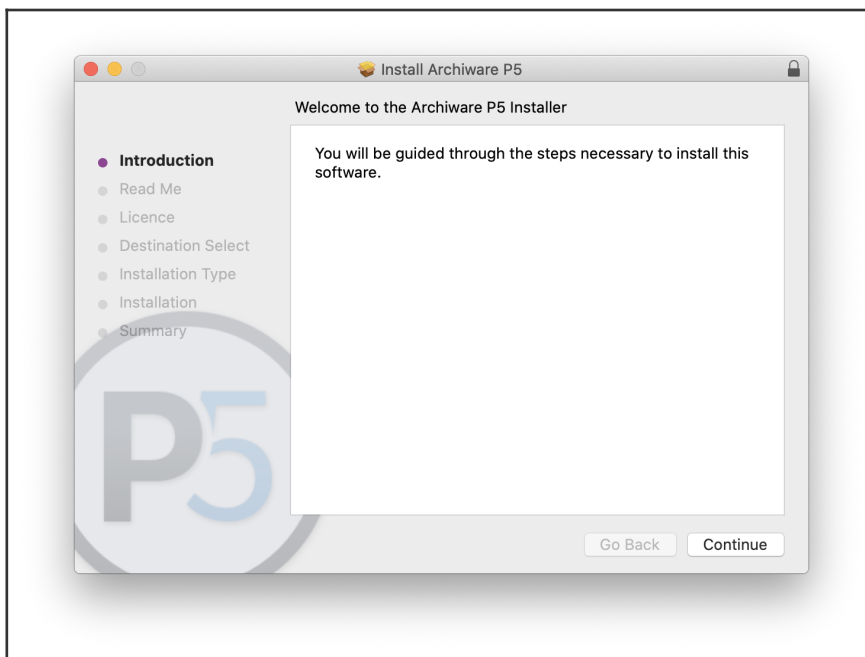 Install Archiware P5
Welcome to the Archiware P5 Installer
Introduction
Read Me
Licence
Destination Select
Installation Type
Installation
Summary
You will be guided through the steps necessary to install this
software.
P5
Go Back
Continue